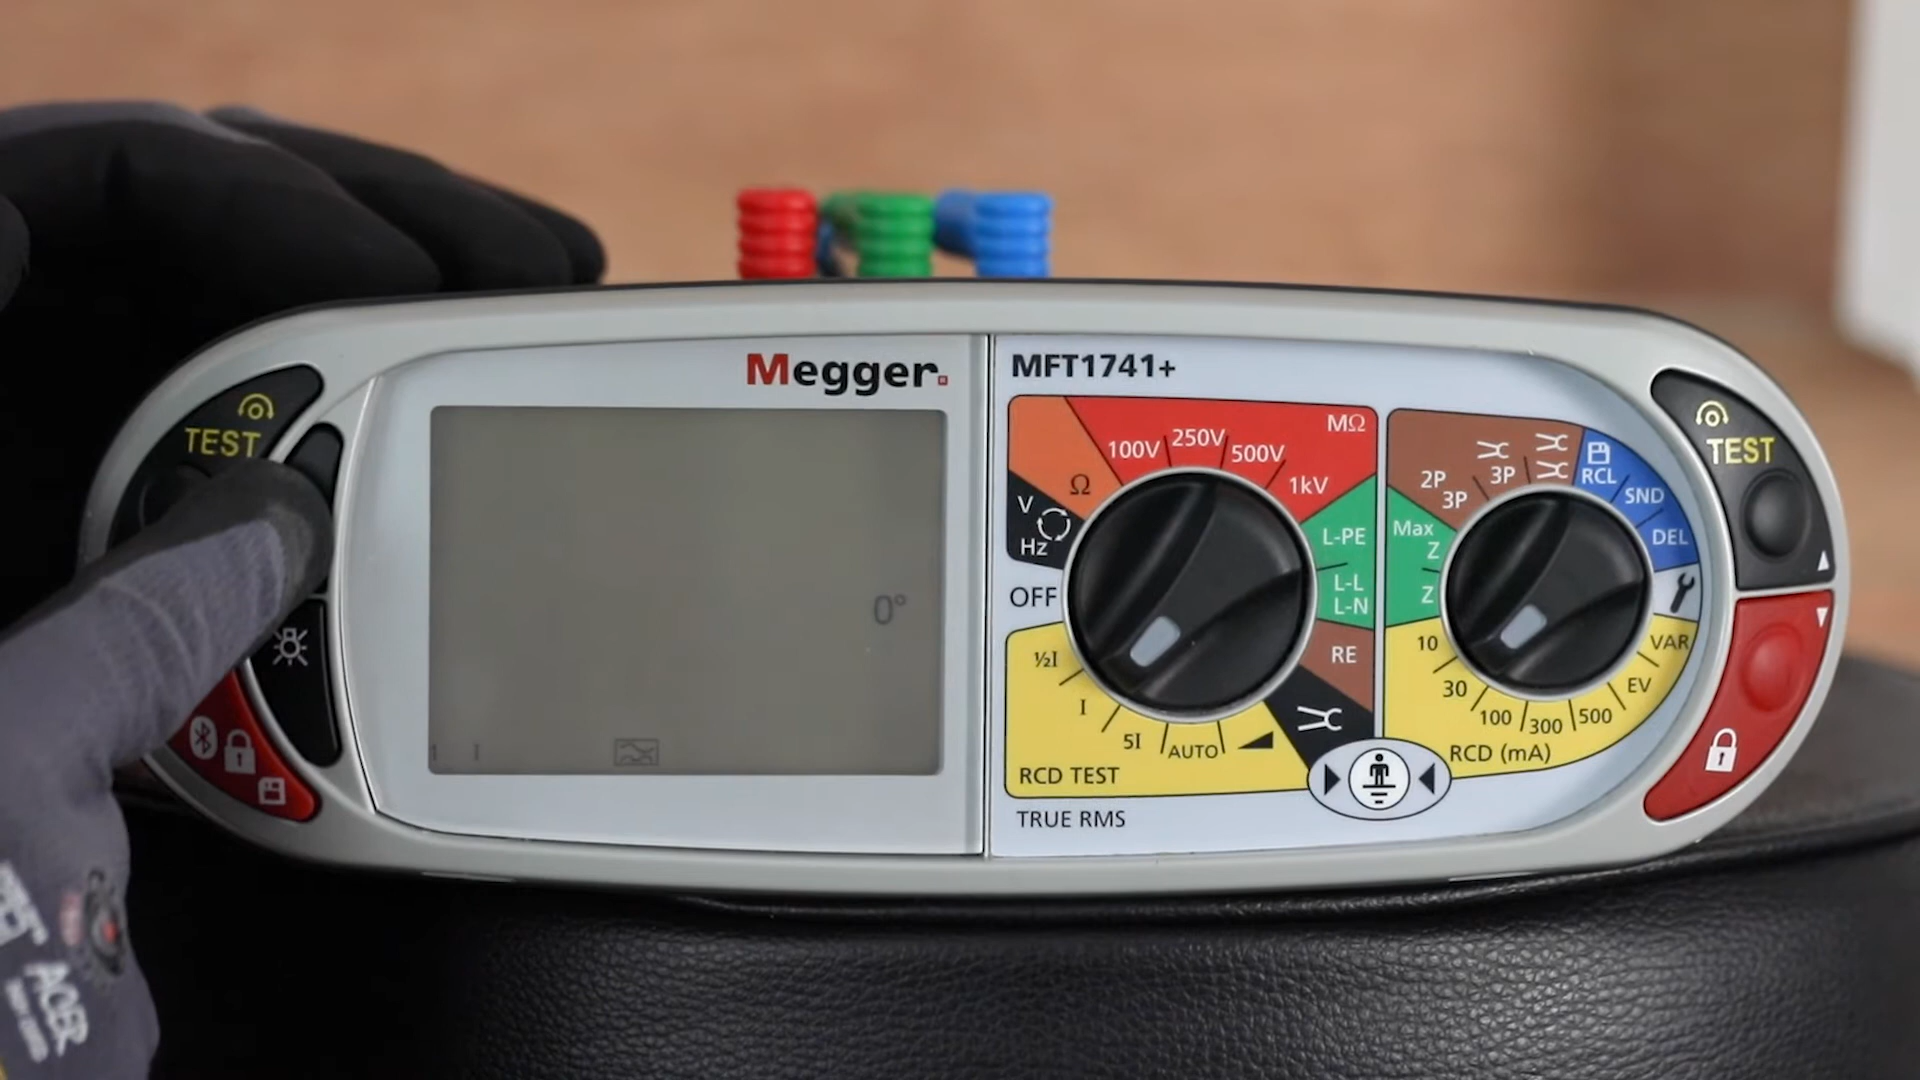 Megger.
MFT1741+
TEST
0°
100V
250V
500V
1kV
MΩ
Ω
V
Hz
OFF
L-PE
L-L
L-N
RE
½I
I
5I
AUTO
RCD TEST
TRUE RMS
2P
3P
3P
RCL
SND
DEL
Max
Z
Z
10
30
100
300
500
EV
VAR
RCD (mA)
TEST